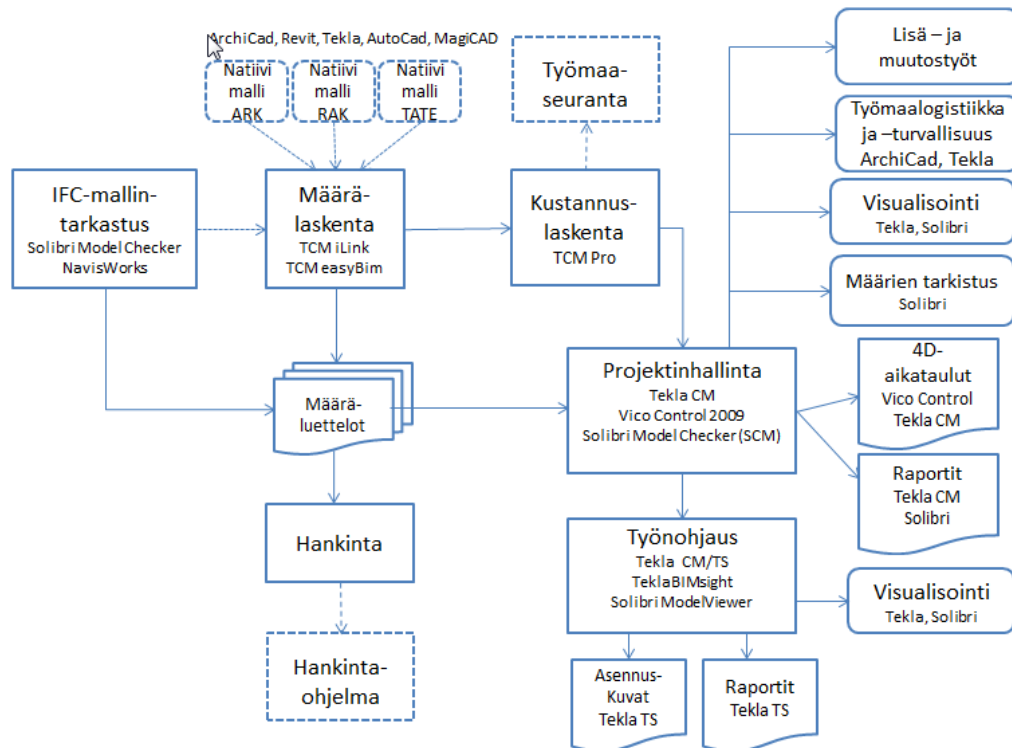 ArchiCad, Revit, Tekla, AutoCad, MagiCAD
Natiivi
malli
ARK
Natiivi
malli
RAK
Natiivi
malli
TATE
Työmaa-
seuranta
Lisä – ja
muutostyöt
Työmaalogistiikka
ja –turvallisuus
ArchiCad, Tekla
IFC-mallin-
tarkastus
Solibri Model Checker
NavisWorks
Määrä-
laskenta
TCM iLink
TCM easyBim
Kustannus-
laskenta
TCM Pro
Visualisointi
Tekla, Solibri
Määrien tarkistus
Solibri
Määrä-
luettelot
Projektinhallinta
Tekla CM
Vico Control 2009
Solibri Model Checker (SCM)
4D-
aikataulut
Vico Control
Tekla CM
Raportit
Tekla CM
Solibri
Hankinta
Työnohjaus
Tekla CM/TS
Tekla BIMsight
Solibri ModelViewer
Visualisointi
Tekla, Solibri
Hankinta-
ohjelma
Asennus-
Kuvat
Tekla TS
Raportit
Tekla TS